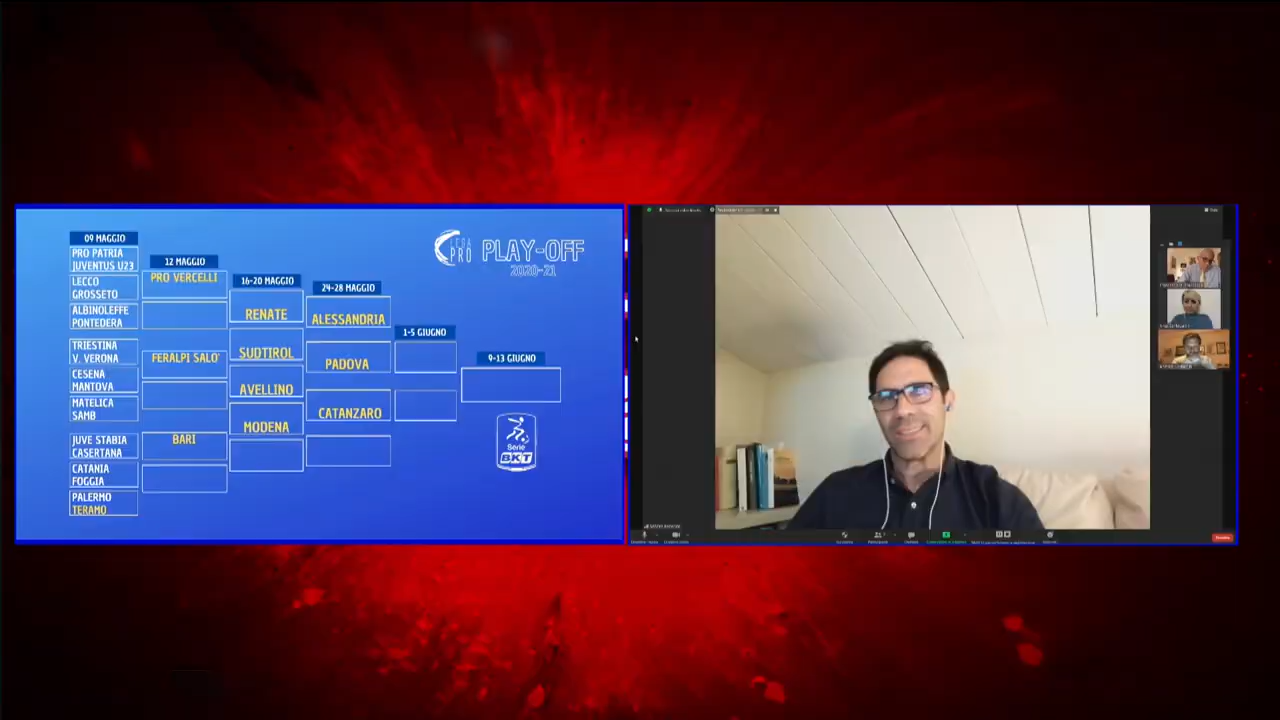 09 MAGGIO
PRO PATRIA
JUVENTUS U23
LECCO
GROSSETO
ALBINOLEFFE
PONTEDERA
TRIESTINA
V. VERONA
CESENA
MANTOVA
MATELICA
SAMB
JUVE STABIA
CASERTANA
CATANIA
FOGGIA
PALERMO
TERAMO
12 MAGGIO
PRO VERCELLI
FERALPI SALO'
BARI
16-20 MAGGIO
RENATE
SUDTIROL
AVELLINO
MODENA
24-28 MAGGIO
ALESSANDRIA
PADOVA
CATANZARO
1-5 GIUGNO
9-13 GIUGNO
LEGA
PRO
PLAY-OFF
2020-21
Serie
BKT